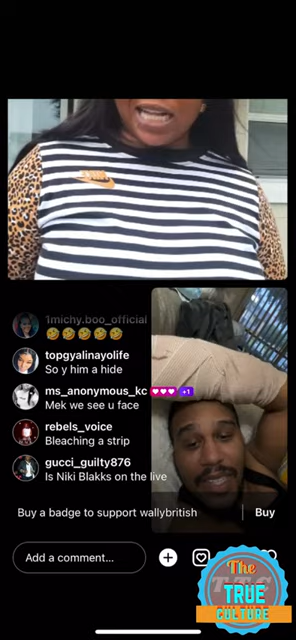 1michy.boo_official
🤣🤣🤣🤣🤣
topgyalinayolife
So y him a hide
ms_anonymous_kc +1
Mek we see u face
rebels_voice
Bleaching a strip
gucci_guilty876
Is Niki Blakks on the live
Buy a badge to support wallybritish
Buy
Add a comment...
The
TRUE
CULTURE